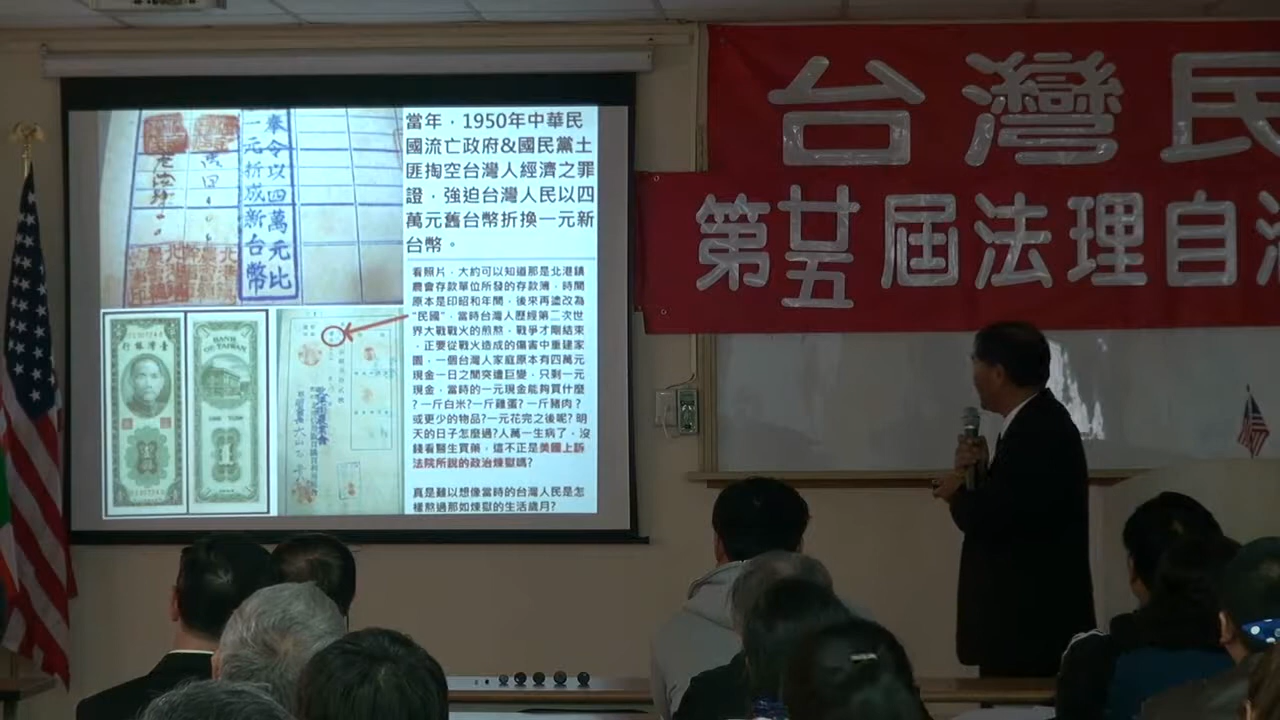 台灣民
第廿五屆法理自治
當年，1950年中華民
國流亡政府&國民黨土
匪掏空台灣人經濟之罪
證，強迫台灣人民以四
萬元舊台幣折換一元新
台幣。
看照片，大約可以知道那是北港鎮
農會存款單位所發的存款簿，時間
原本是印昭和年間，後來再塗改為
"民國"，當時台灣人歷經第二次世
界大戰戰火的煎熬，戰爭才剛結束
，正要從戰火造成的傷害中重建家
園，一個台灣人家庭原本有四萬元
現金一日之間突遭巨變，只剩一元
現金，當時的一元現金能夠買什麼
？一斤白米?一斤雞蛋？一斤豬肉？
或更少的物品?一元花完之後呢？明
天的日子怎麼過?人萬一生病了，沒
錢看醫生買藥，這不正是美國上訴
法院所說的政治煉獄嗎?
真是難以想像當時的台灣人民是怎
樣熬過那如煉獄的生活歲月?
奉令以四萬元比
一元折成新台幣
臺灣銀行
BANK
OF TAIWAN